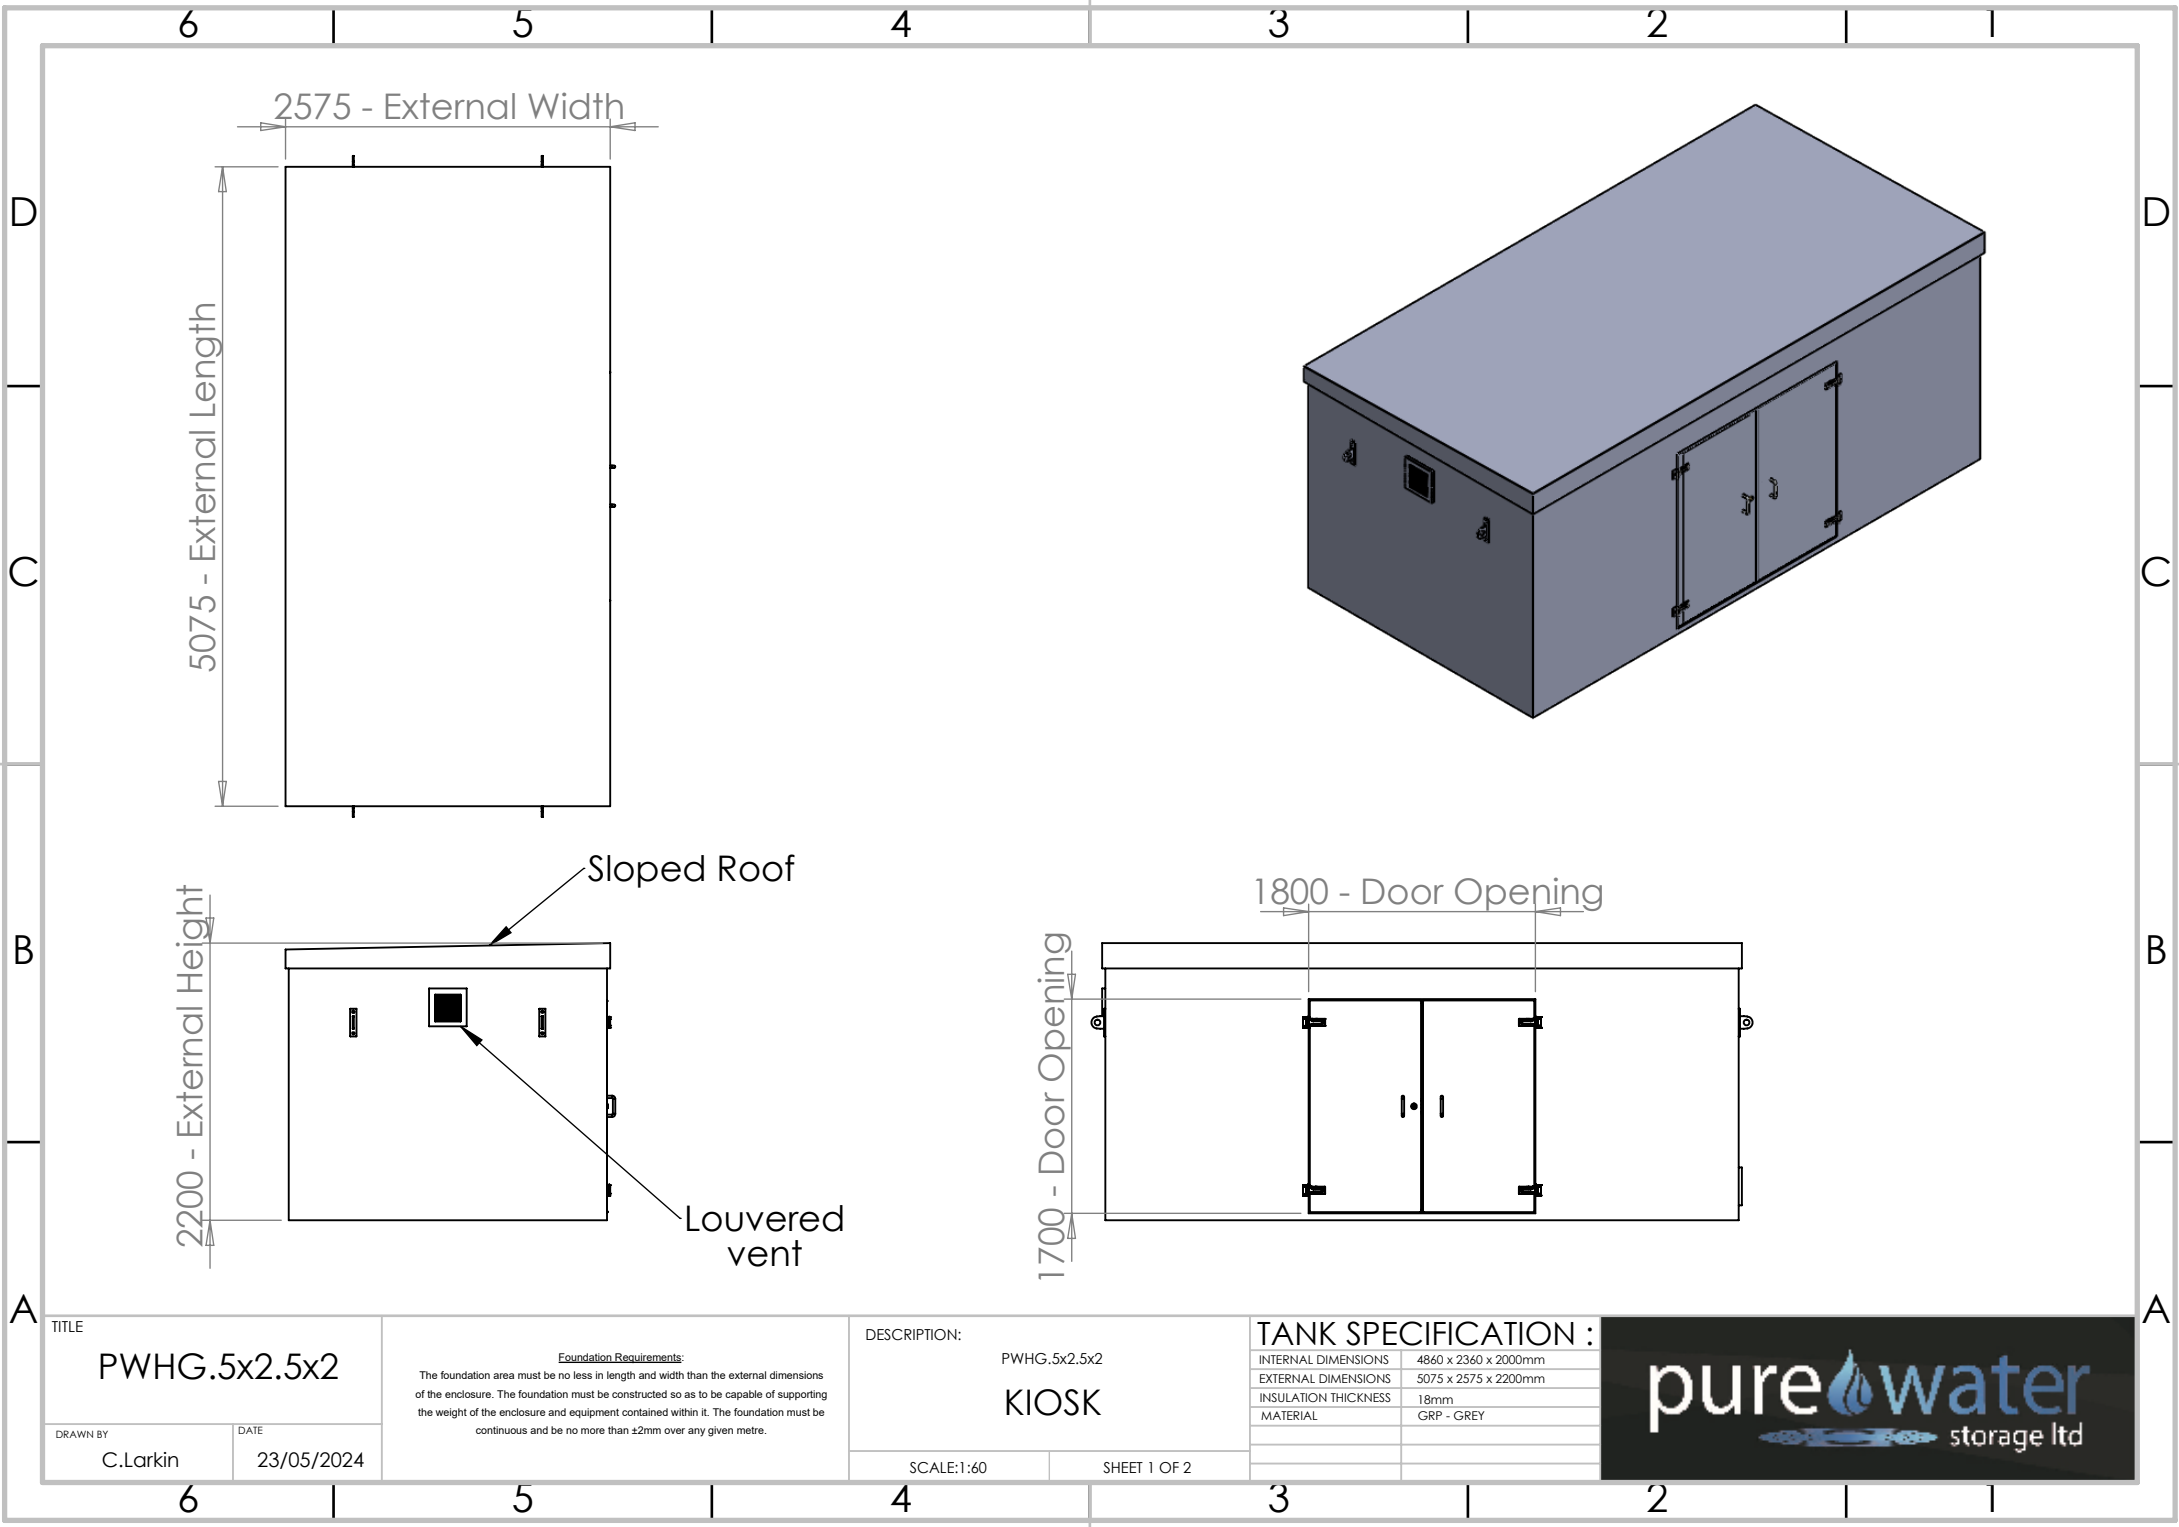 6 5 4 3 2 1
D D
C C
B B
A A
2575 - External Width
5075 - External Length
Sloped Roof
2200 - External Height
Louvered
vent
1800 - Door Opening
1700 - Door Opening
TITLE
PWHG.5x2.5x2
DRAWN BY
C.Larkin
DATE
23/05/2024
Foundation Requirements:
The foundation area must be no less in length and width than the external dimensions
of the enclosure. The foundation must be constructed so as to be capable of supporting
the weight of the enclosure and equipment contained within it. The foundation must be
continuous and be no more than ±2mm over any given metre.
DESCRIPTION:
PWHG.5x2.5x2
KIOSK
SCALE:1:60
SHEET 1 OF 2
TANK SPECIFICATION :
INTERNAL DIMENSIONS 4860 x 2360 x 2000mm
EXTERNAL DIMENSIONS 5075 x 2575 x 2200mm
INSULATION THICKNESS 18mm
MATERIAL GRP - GREY
pure water
storage ltd
6 5 4 3 2 1